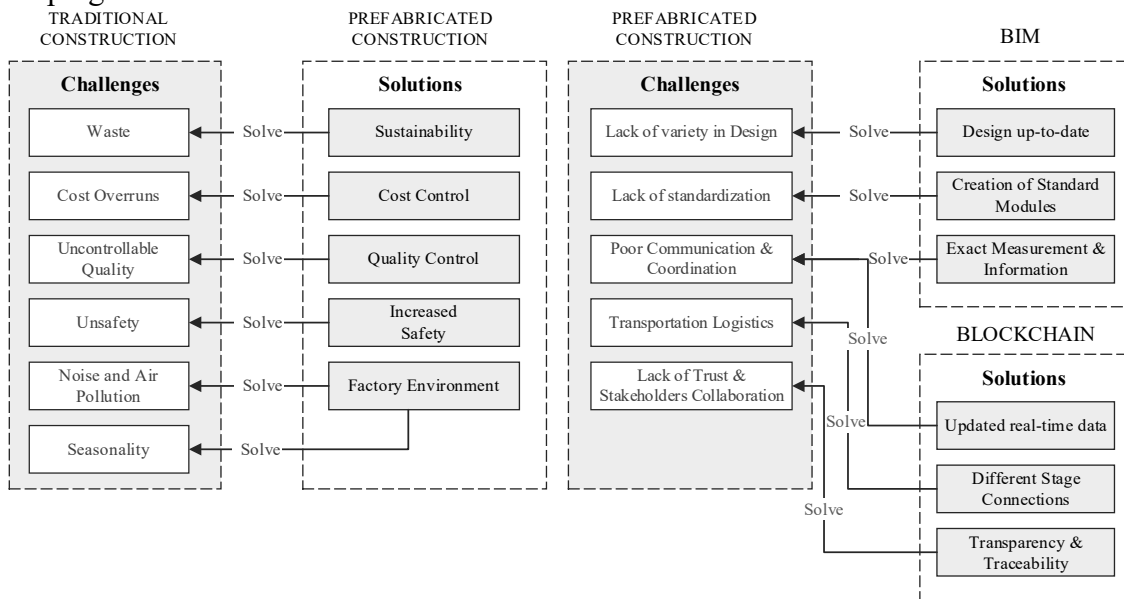 TRADITIONAL
CONSTRUCTION
Challenges
Waste
Cost Overruns
Uncontrollable
Quality
Unsafety
Noise and Air
Pollution
Seasonality
Solve
Solve
Solve
Solve
Solve
Solve
PREFABRICATED
CONSTRUCTION
Solutions
Sustainability
Cost Control
Quality Control
Increased
Safety
Factory Environment
PREFABRICATED
CONSTRUCTION
Challenges
Lack of variety in Design
Lack of standardization
Poor Communication &
Coordination
Transportation Logistics
Lack of Trust &
Stakeholders Collaboration
Solve
Solve
Solve
Solve
Solve
Solve
BIM
Solutions
Design up-to-date
Creation of Standard
Modules
Exact Measurement &
Information
BLOCKCHAIN
Solutions
Updated real-time data
Different Stage
Connections
Transparency &
Traceability